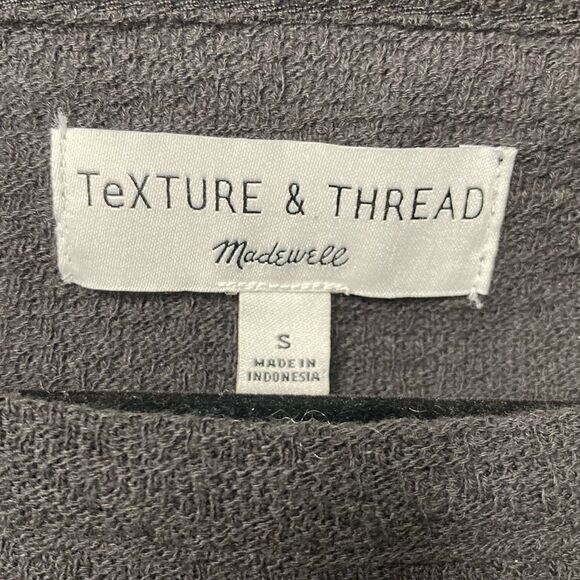 TeXTURE & THREAD
Madewell
S
MADE IN
INDONESIA